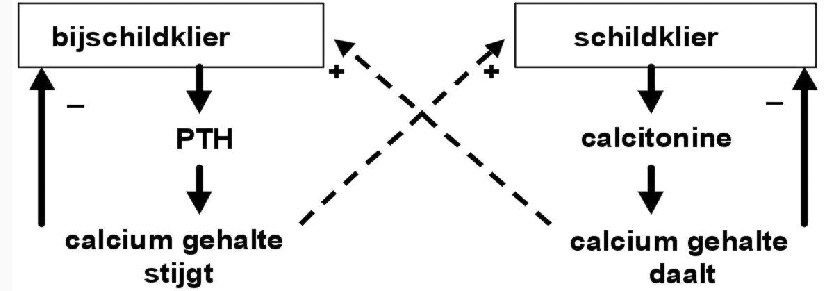 bijschildklier
schildklier
+
+
–
–
PTH
calcitonine
calcium gehalte
stijgt
calcium gehalte
daalt